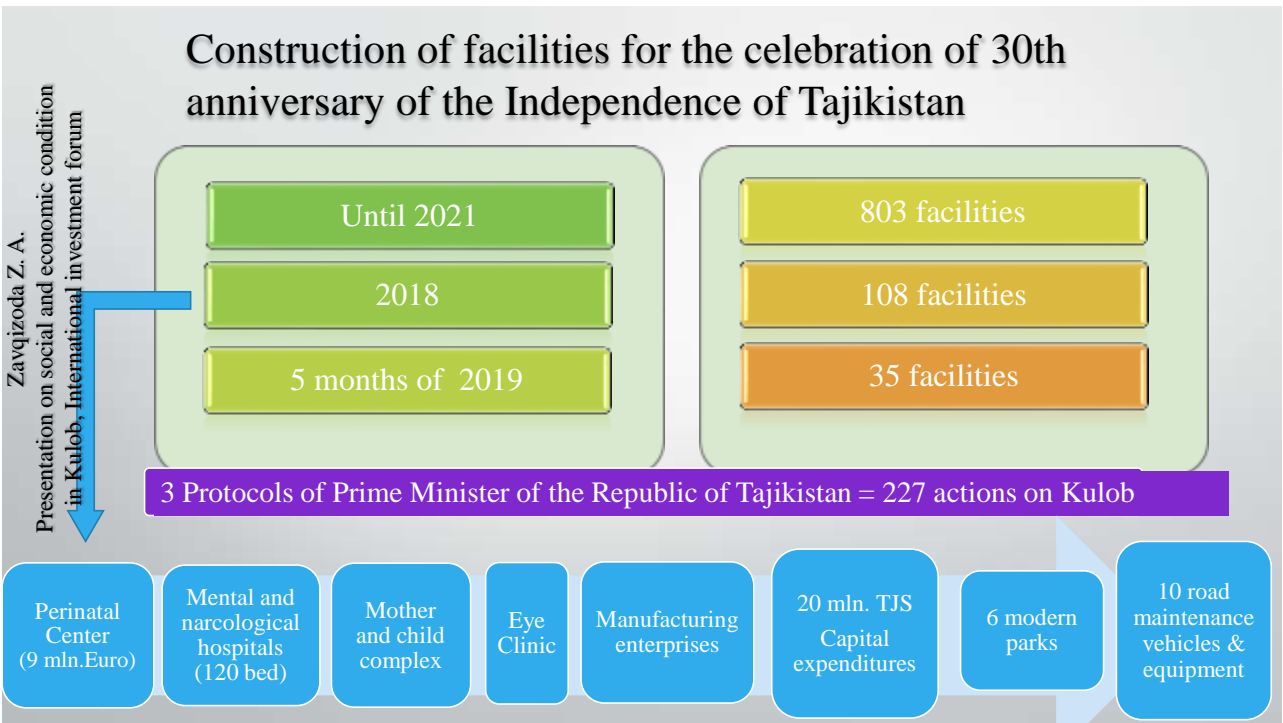 Construction of facilities for the celebration of 30th
anniversary of the Independence of Tajikistan
Zavqizoda Z. A.
Presentation on social and economic condition
in Kulob, International investment forum
Until 2021
803 facilities
2018
108 facilities
5 months of 2019
35 facilities
3 Protocols of Prime Minister of the Republic of Tajikistan = 227 actions on Kulob
Perinatal
Center
(9 mln.Euro)
Mental and
narcological
hospitals
(120 bed)
Mother
and child
complex
Eye
Clinic
Manufacturing
enterprises
20 mln. TJS
Capital
expenditures
6 modern
parks
10 road
maintenance
vehicles &
equipment